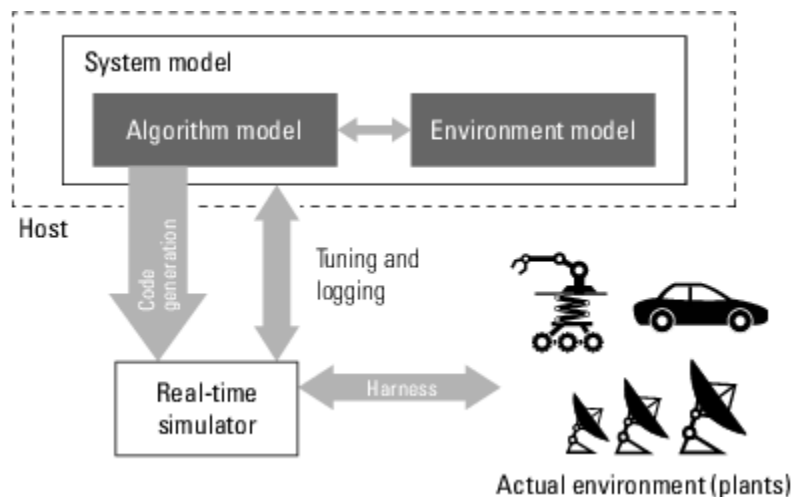 System model
Algorithm model
Environment model
Host
Code
generation
Tuning and
logging
Real-time
simulator
Harness
Actual environment (plants)